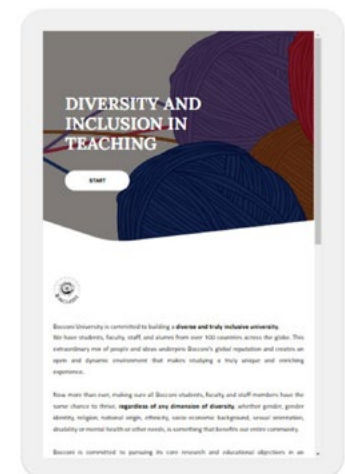 DIVERSITY AND
INCLUSION IN
TEACHING
START
Bocconi University is committed to building a diverse and truly inclusive university.
We have students, faculty, staff, and alumni from over 100 countries across the globe. This
extraordinary mix of people and ideas underpins Bocconi's global reputation and creates an
open and dynamic environment that makes studying a truly unique and enriching
experience.
Now more than ever, making sure all Bocconi students, faculty, and staff members have the
same chance to thrive, regardless of any dimension of diversity, whether gender, gender
identity, religion, national origin, ethnicity, socio-economic background, sexual orientation,
disability or mental health or other needs, is something that benefits our entire community.
Bocconi is committed to pursuing its core research and educational objectives in an